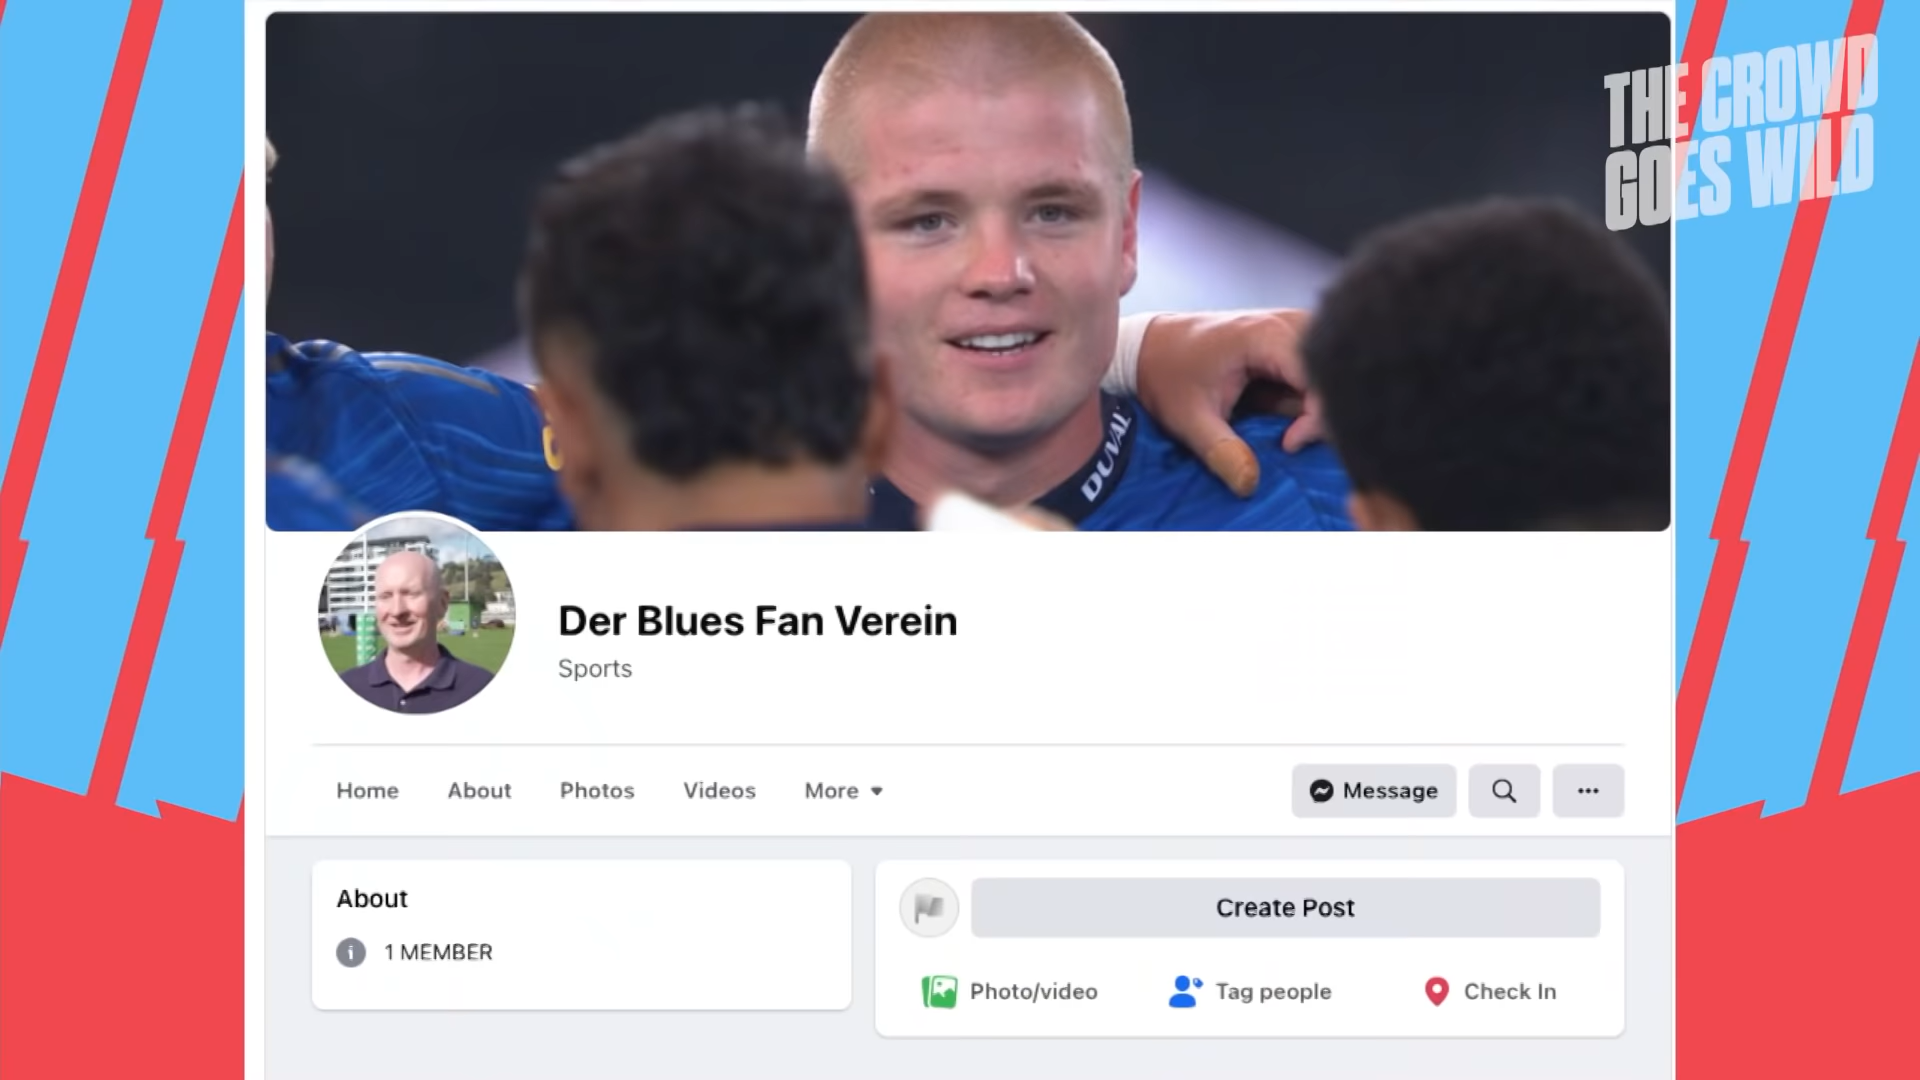 THE CROWD
GOES WILD
DUVAL
Der Blues Fan Verein
Sports
Home
About
Photos
Videos
More
Message
About
1 MEMBER
Create Post
Photo/video
Tag people
Check In